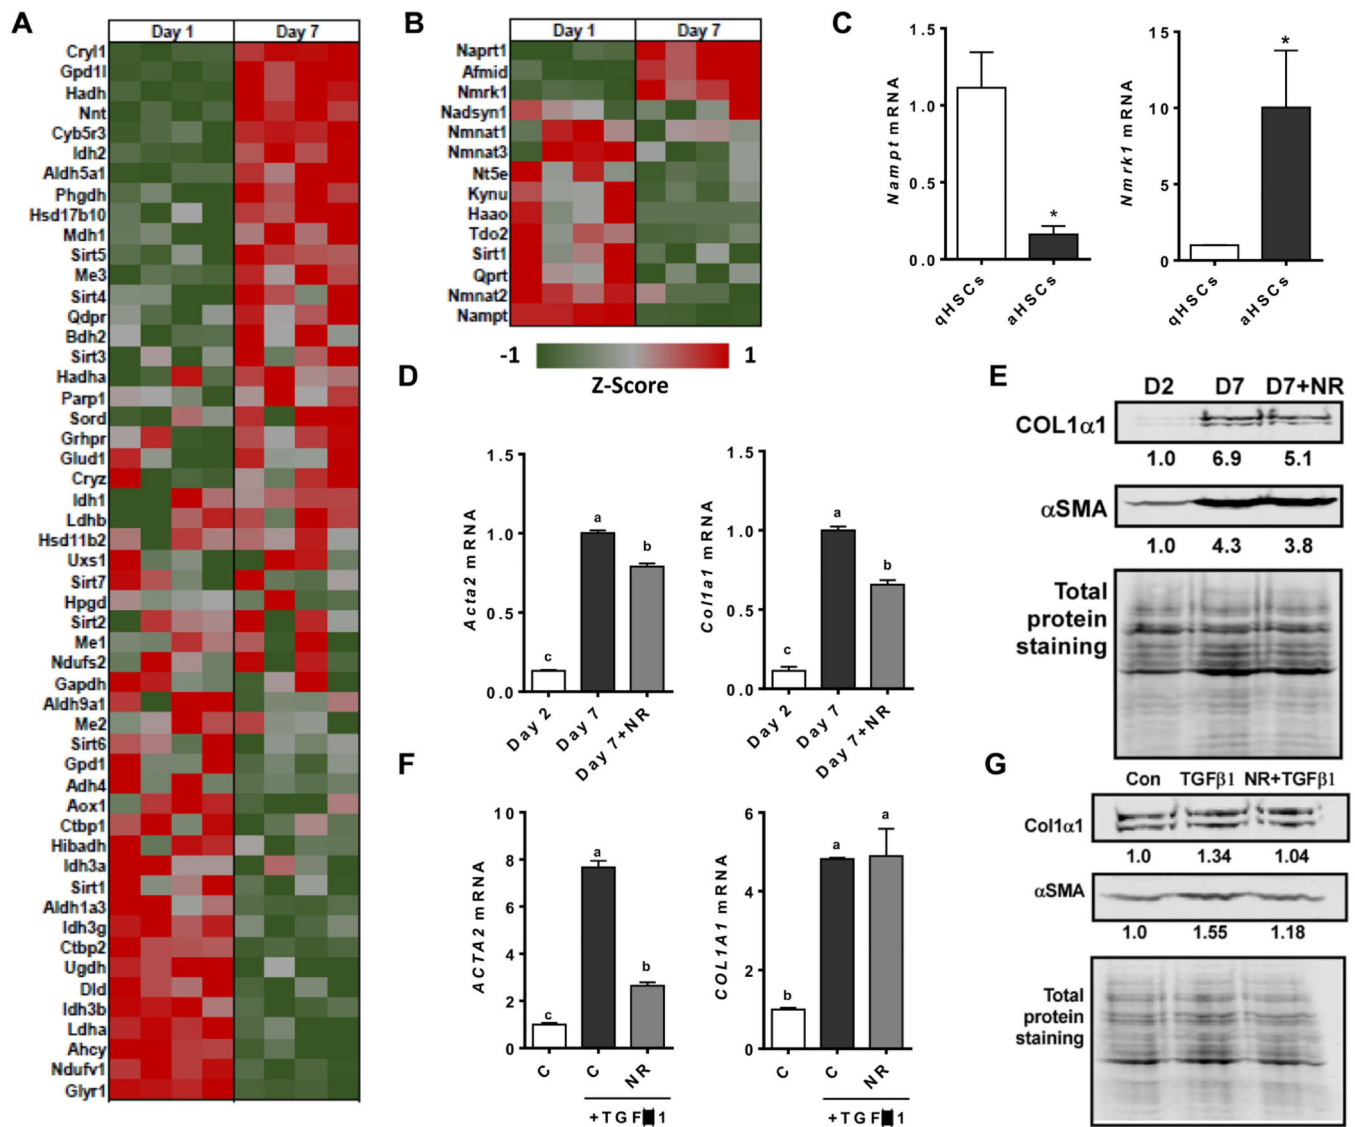 A
Day 1 Day 7
Cryl1
Gpd1l
Hadh
Nnt
Cyb5r3
Idh2
Aldh5a1
Phgdh
Hsd17b10
Mdh1
Sirt5
Me3
Sirt4
Qdpr
Bdh2
Sirt3
Hadha
Parp1
Sord
Grhpr
Glud1
Cryz
Idh1
Ldhb
Hsd11b2
Uxs1
Sirt7
Hpgd
Sirt2
Me1
Ndufs2
Gapdh
Aldh9a1
Me2
Sirt6
Gpd1
Adh4
Aox1
Ctbp1
Hibadh
Idh3a
Sirt1
Aldh1a3
Idh3g
Ctbp2
Ugdh
Dld
Idh3b
Ldha
Ahcy
Ndufv1
Glyr1
B
Day 1 Day 7
Naprt1
Afmid
Nmrk1
Nadsyn1
Nmnat1
Nmnat3
Nt5e
Kynu
Haao
Tdo2
Sirt1
Qprt
Nmnat2
Nampt
-1 1
Z-Score
C
Nampt mRNA
1.5
1.0
0.5
0.0
*
qHSCs aHSCs
Nmrk1 mRNA
15
10
5
0
*
qHSCs aHSCs
D
Acta2 mRNA
1.5
1.0
0.5
0.0
c a b
Day 2 Day 7 Day 7+NR
Col1a1 mRNA
1.5
1.0
0.5
0.0
c a b
Day 2 Day 7 Day 7+NR
E
D2 D7 D7+NR
COL1α1
1.0 6.9 5.1
αSMA
1.0 4.3 3.8
Total
protein
staining
F
ACTA2 mRNA
10
8
6
4
2
0
c a b
C C NR
+TGF 1
COL1A1 mRNA
6
4
2
0
b a a
C C NR
+TGF 1
G
Con TGFβ1 NR+TGFβ1
Col1α1
1.0 1.34 1.04
αSMA
1.0 1.55 1.18
Total
protein
staining